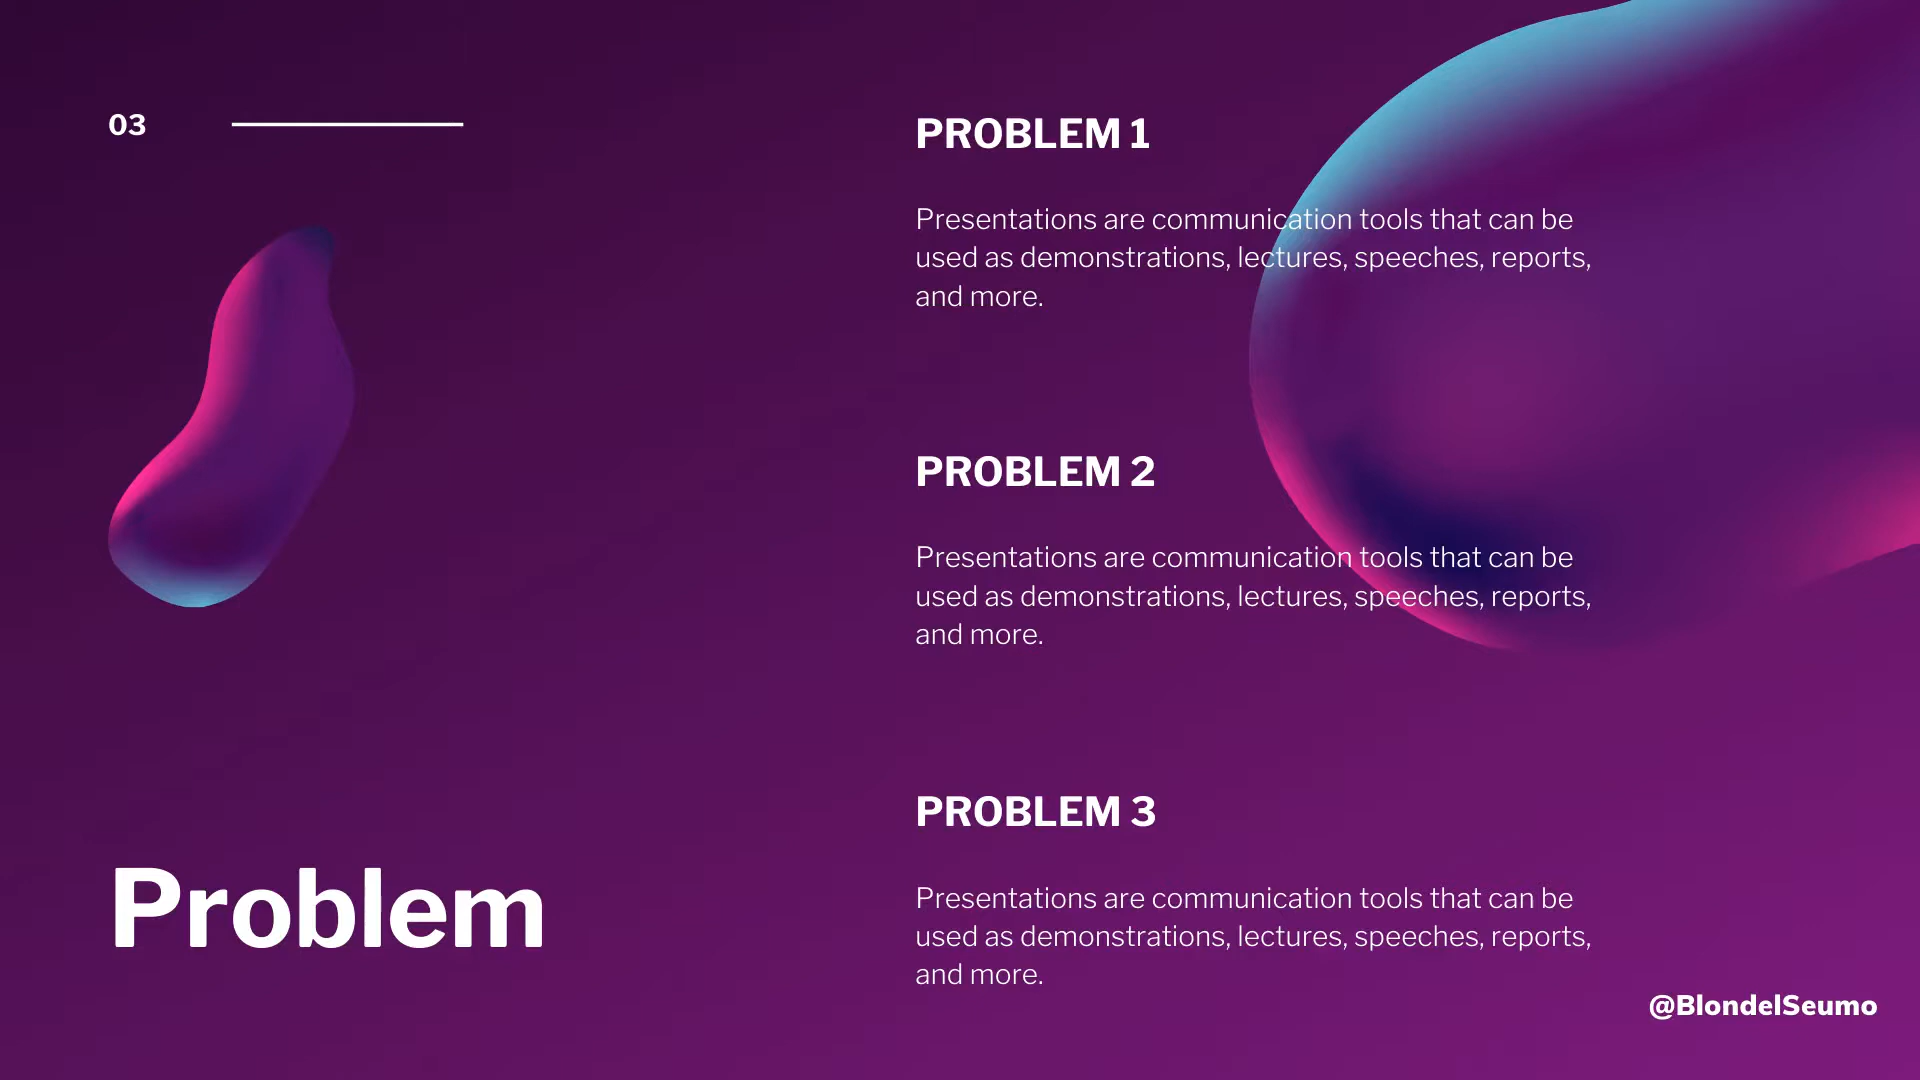 03
Problem
PROBLEM 1
Presentations are communication tools that can be
used as demonstrations, lectures, speeches, reports,
and more.
PROBLEM 2
Presentations are communication tools that can be
used as demonstrations, lectures, speeches, reports,
and more.
PROBLEM 3
Presentations are communication tools that can be
used as demonstrations, lectures, speeches, reports,
and more.
@BlondelSeumo